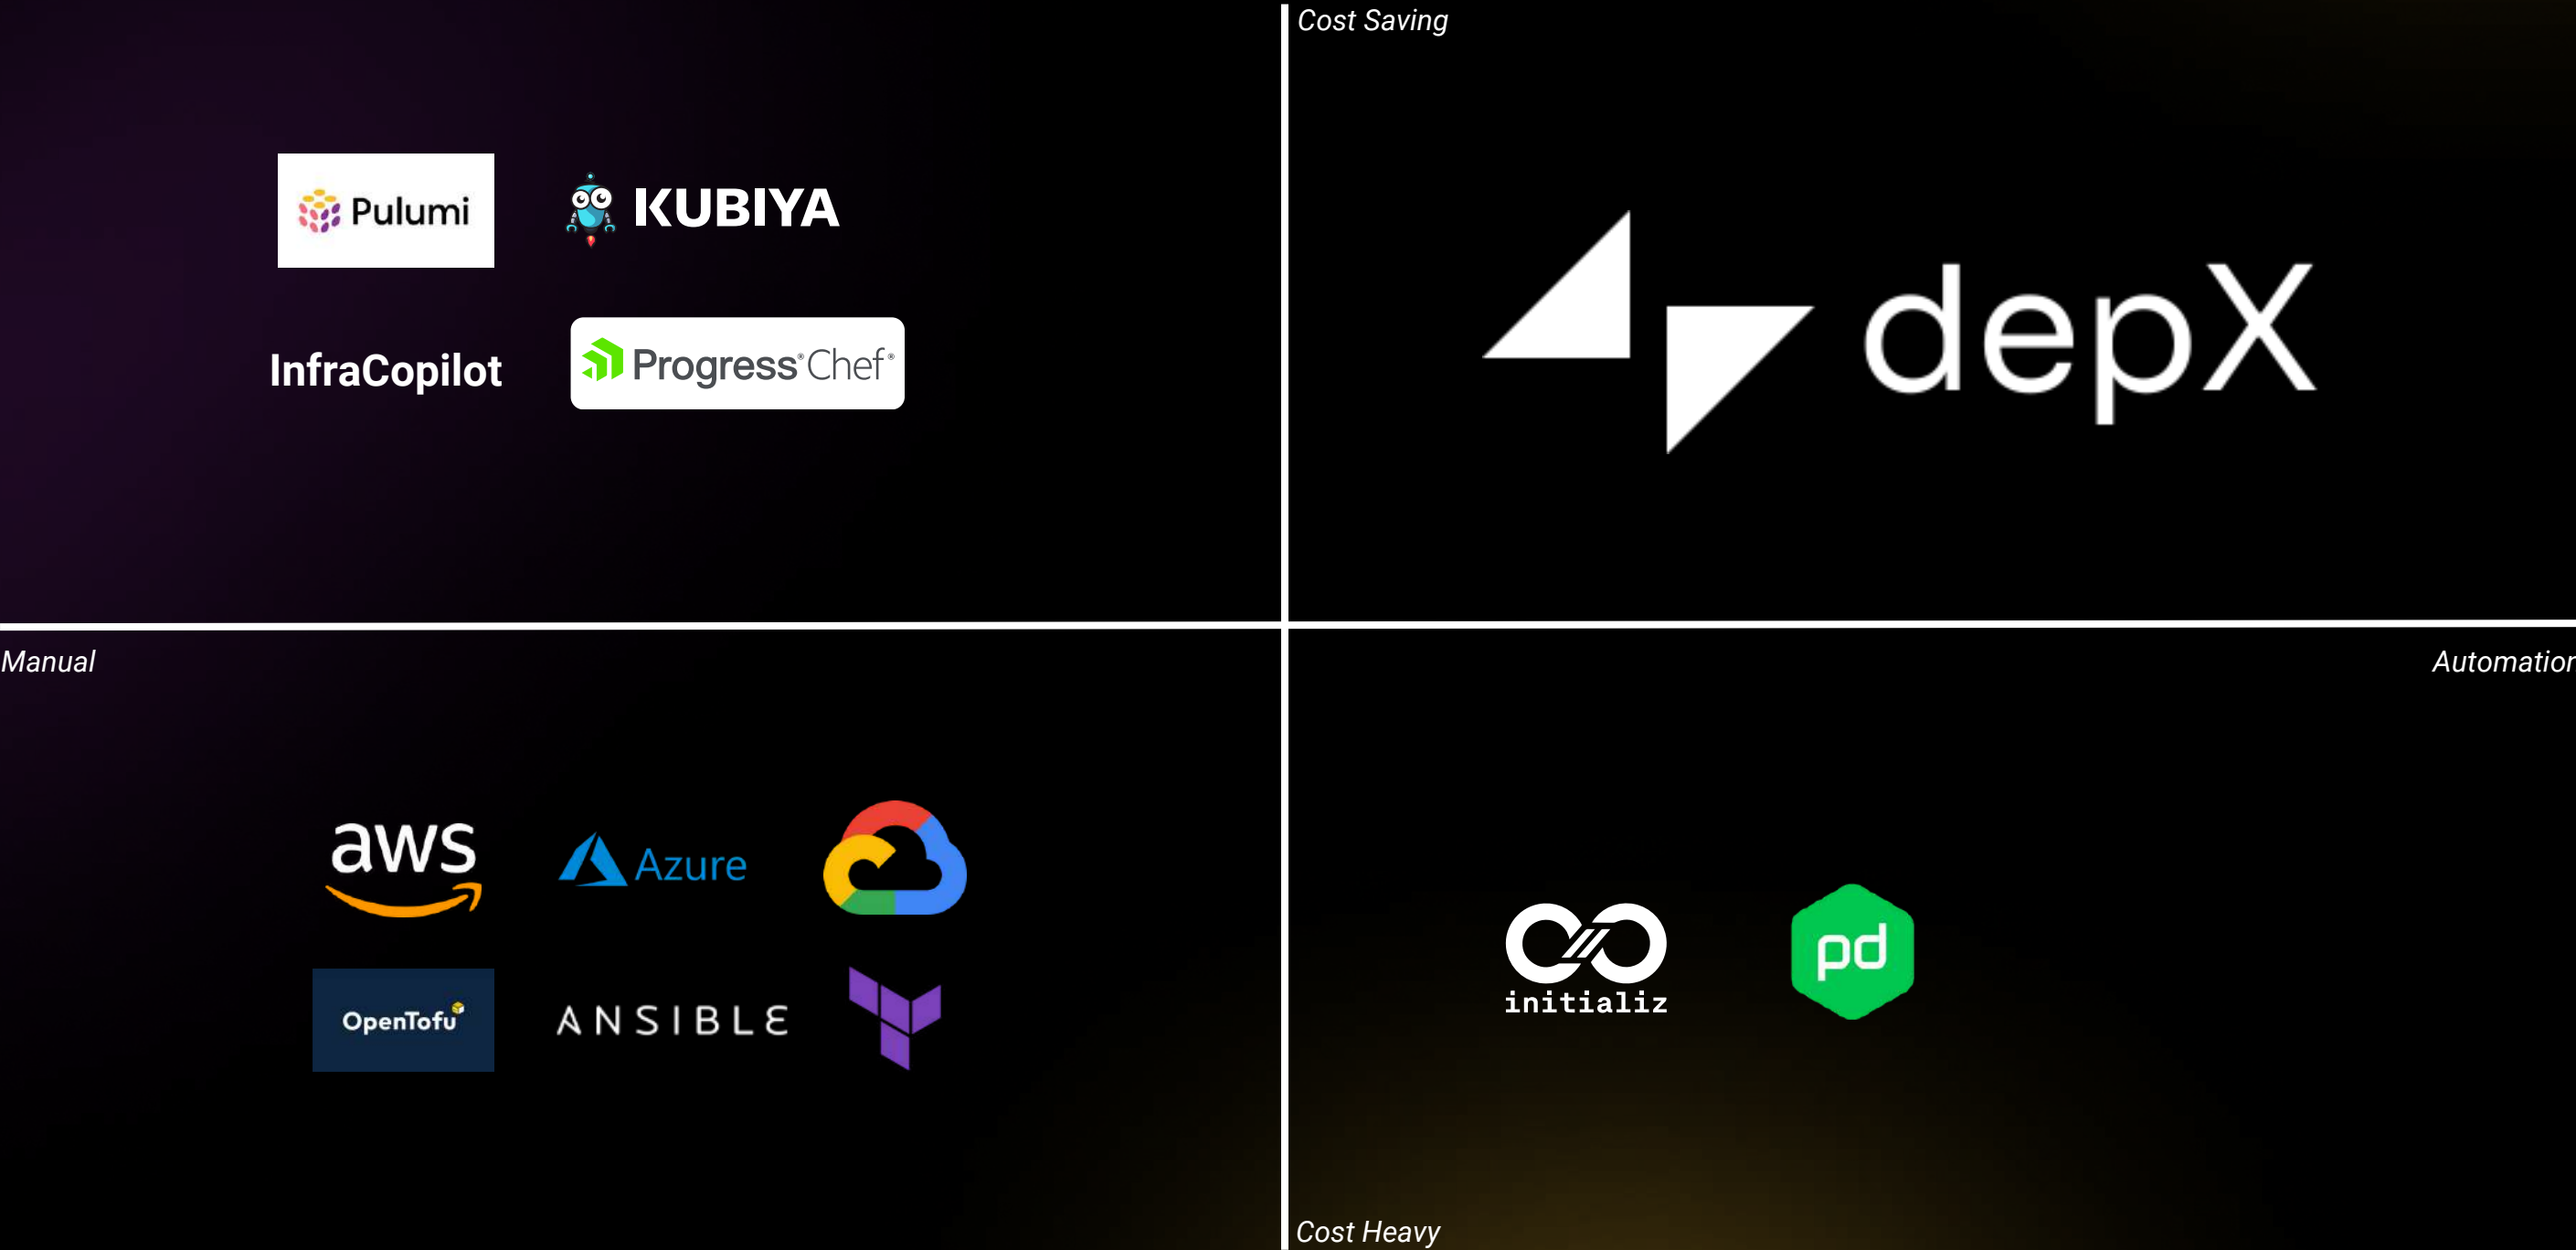 Cost Saving
Pulumi
KUBIYA
InfraCopilot
Progress® Chef®
depX
Manual
Automation
aws
Azure
OpenTofu
ANSIBLE
initializ
pd
Cost Heavy